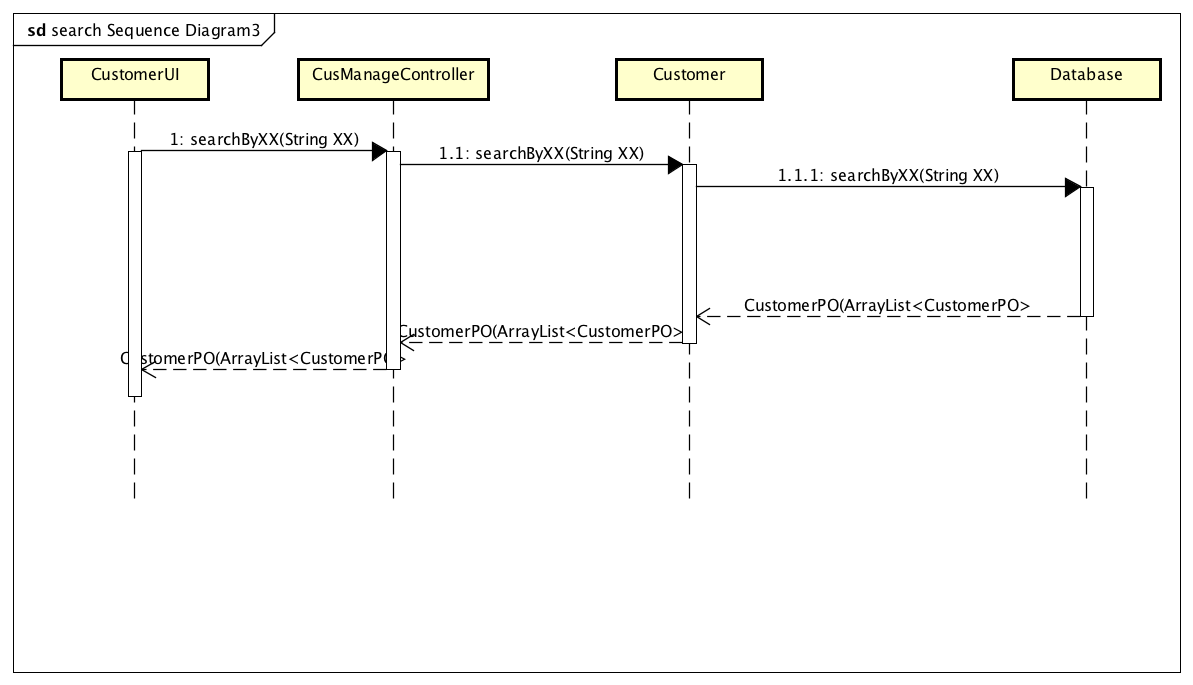 sd search Sequence Diagram3
CustomerUI
CusManageController
Customer
Database
1: searchByXX(String XX)
1.1: searchByXX(String XX)
1.1.1: searchByXX(String XX)
CustomerPO(ArrayList<CustomerPO>
CustomerPO(ArrayList<CustomerPO>
CustomerPO(ArrayList<CustomerPO>